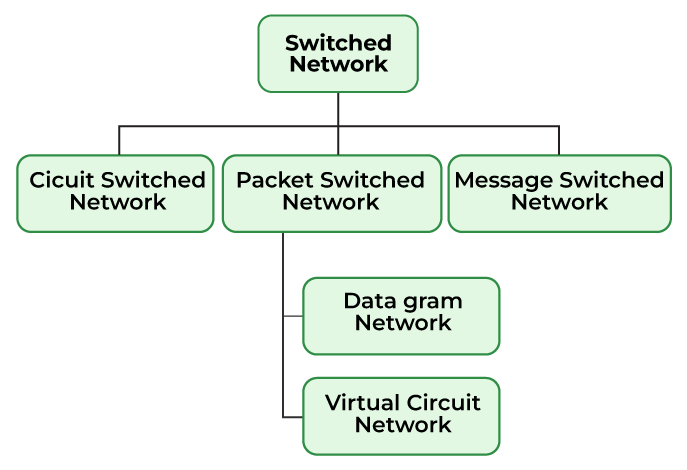 Switched
Network
Cicuit Switched
Network
Packet Switched
Network
Message Switched
Network
Data gram
Network
Virtual Circuit
Network